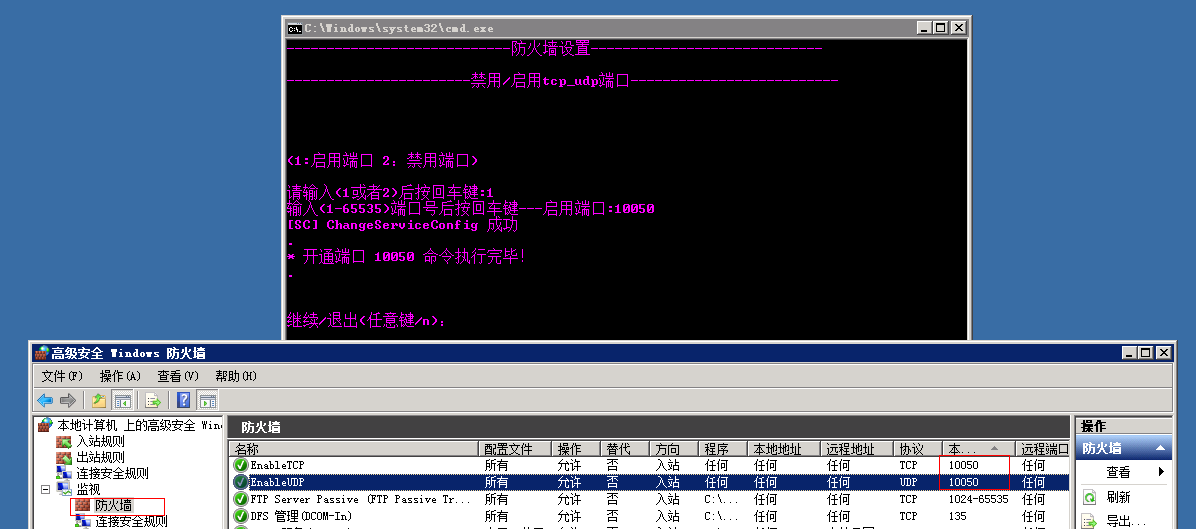 C:\Windows\system32\cmd.exe
----------------------------防火墙设置-----------------------------
-----------------------禁用/启用tcp_udp端口--------------------------
<1:启用端口 2: 禁用端口>
请输入<1或者2>后按回车键:1
输入<1-65535>端口号后按回车键---启用端口:10050
[SC] ChangeServiceConfig 成功
.
* 开通端口 10050 命令执行完毕!
.
继续/退出<任意键/n>:
高级安全 Windows 防火墙
文件(F) 操作(A) 查看(V) 帮助(H)
本地计算机 上的高级安全 Win
入站规则
出站规则
连接安全规则
监视
防火墙
连接安全规则
防火墙
名称 配置文件 操作 替代 方向 程序 本地地址 远程地址 协议 本... 远程端口
EnableTCP 所有 允许 否 入站 任何 任何 任何 TCP 10050 任何
EnableUDP 所有 允许 否 入站 任何 任何 任何 UDP 10050 任何
FTP Server Passive (FTP Passive Tr... 所有 允许 否 入站 C:\... 任何 任何 TCP 1024-65535 任何
DFS 管理(DCOM-In) 所有 允许 否 入站 C:\... 任何 任何 TCP 135 任何
操作
防火墙
查看
刷新
导出...